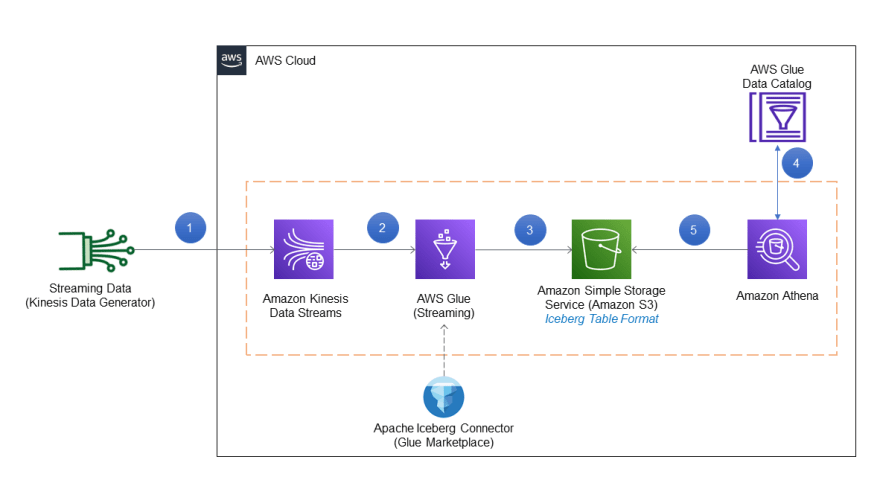 aws
AWS Cloud
AWS Glue
Data Catalog
4
1
2
3
5
Streaming Data
(Kinesis Data Generator)
Amazon Kinesis
Data Streams
AWS Glue
(Streaming)
Amazon Simple Storage
Service (Amazon S3)
Iceberg Table Format
Amazon Athena
Apache Iceberg Connector
(Glue Marketplace)